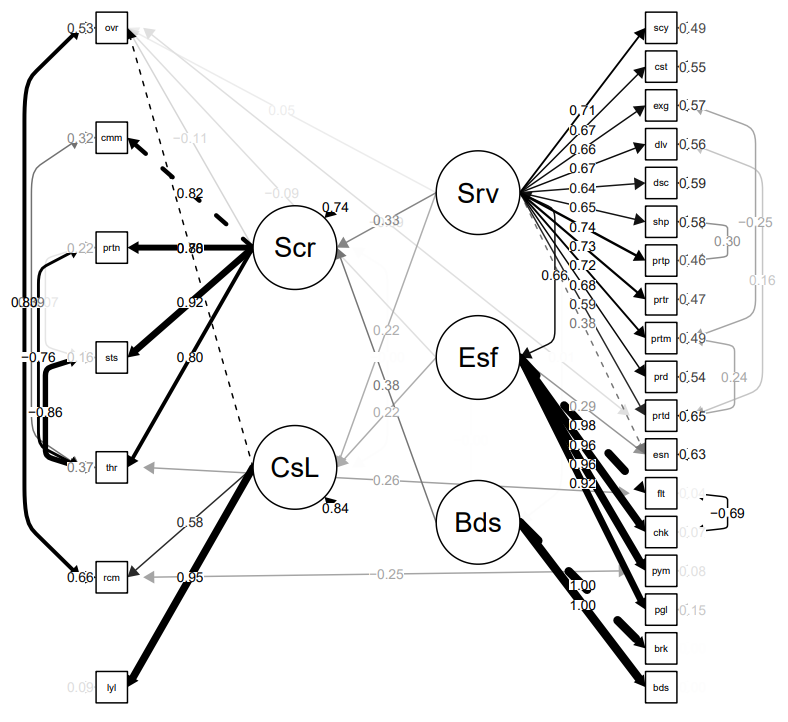 ovr
cmm
prtn
sts
thr
rcm
lyl
Scr
CsL
Srv
Esf
Bds
scy
cst
exg
dlv
dsc
shp
prtp
prtr
prtm
prd
prtd
esn
flt
chk
pym
pgl
brk
bds
0.53
0.32
0.22
0.16
0.37
0.66
0.09
0.49
0.55
0.57
0.56
0.59
0.58
0.46
0.47
0.49
0.54
0.65
0.63
0.07
0.08
0.15
0.71
0.67
0.66
0.67
0.64
0.65
0.74
0.73
0.72
0.68
0.59
0.38
0.66
0.05
−0.11
−0.09
0.82
0.92
0.80
0.74
0.33
0.22
0.38
0.22
0.26
0.84
0.58
0.95
−0.25
−0.76
−0.86
0.29
0.98
0.96
0.96
0.92
1.00
1.00
−0.25
0.30
0.16
0.24
−0.69